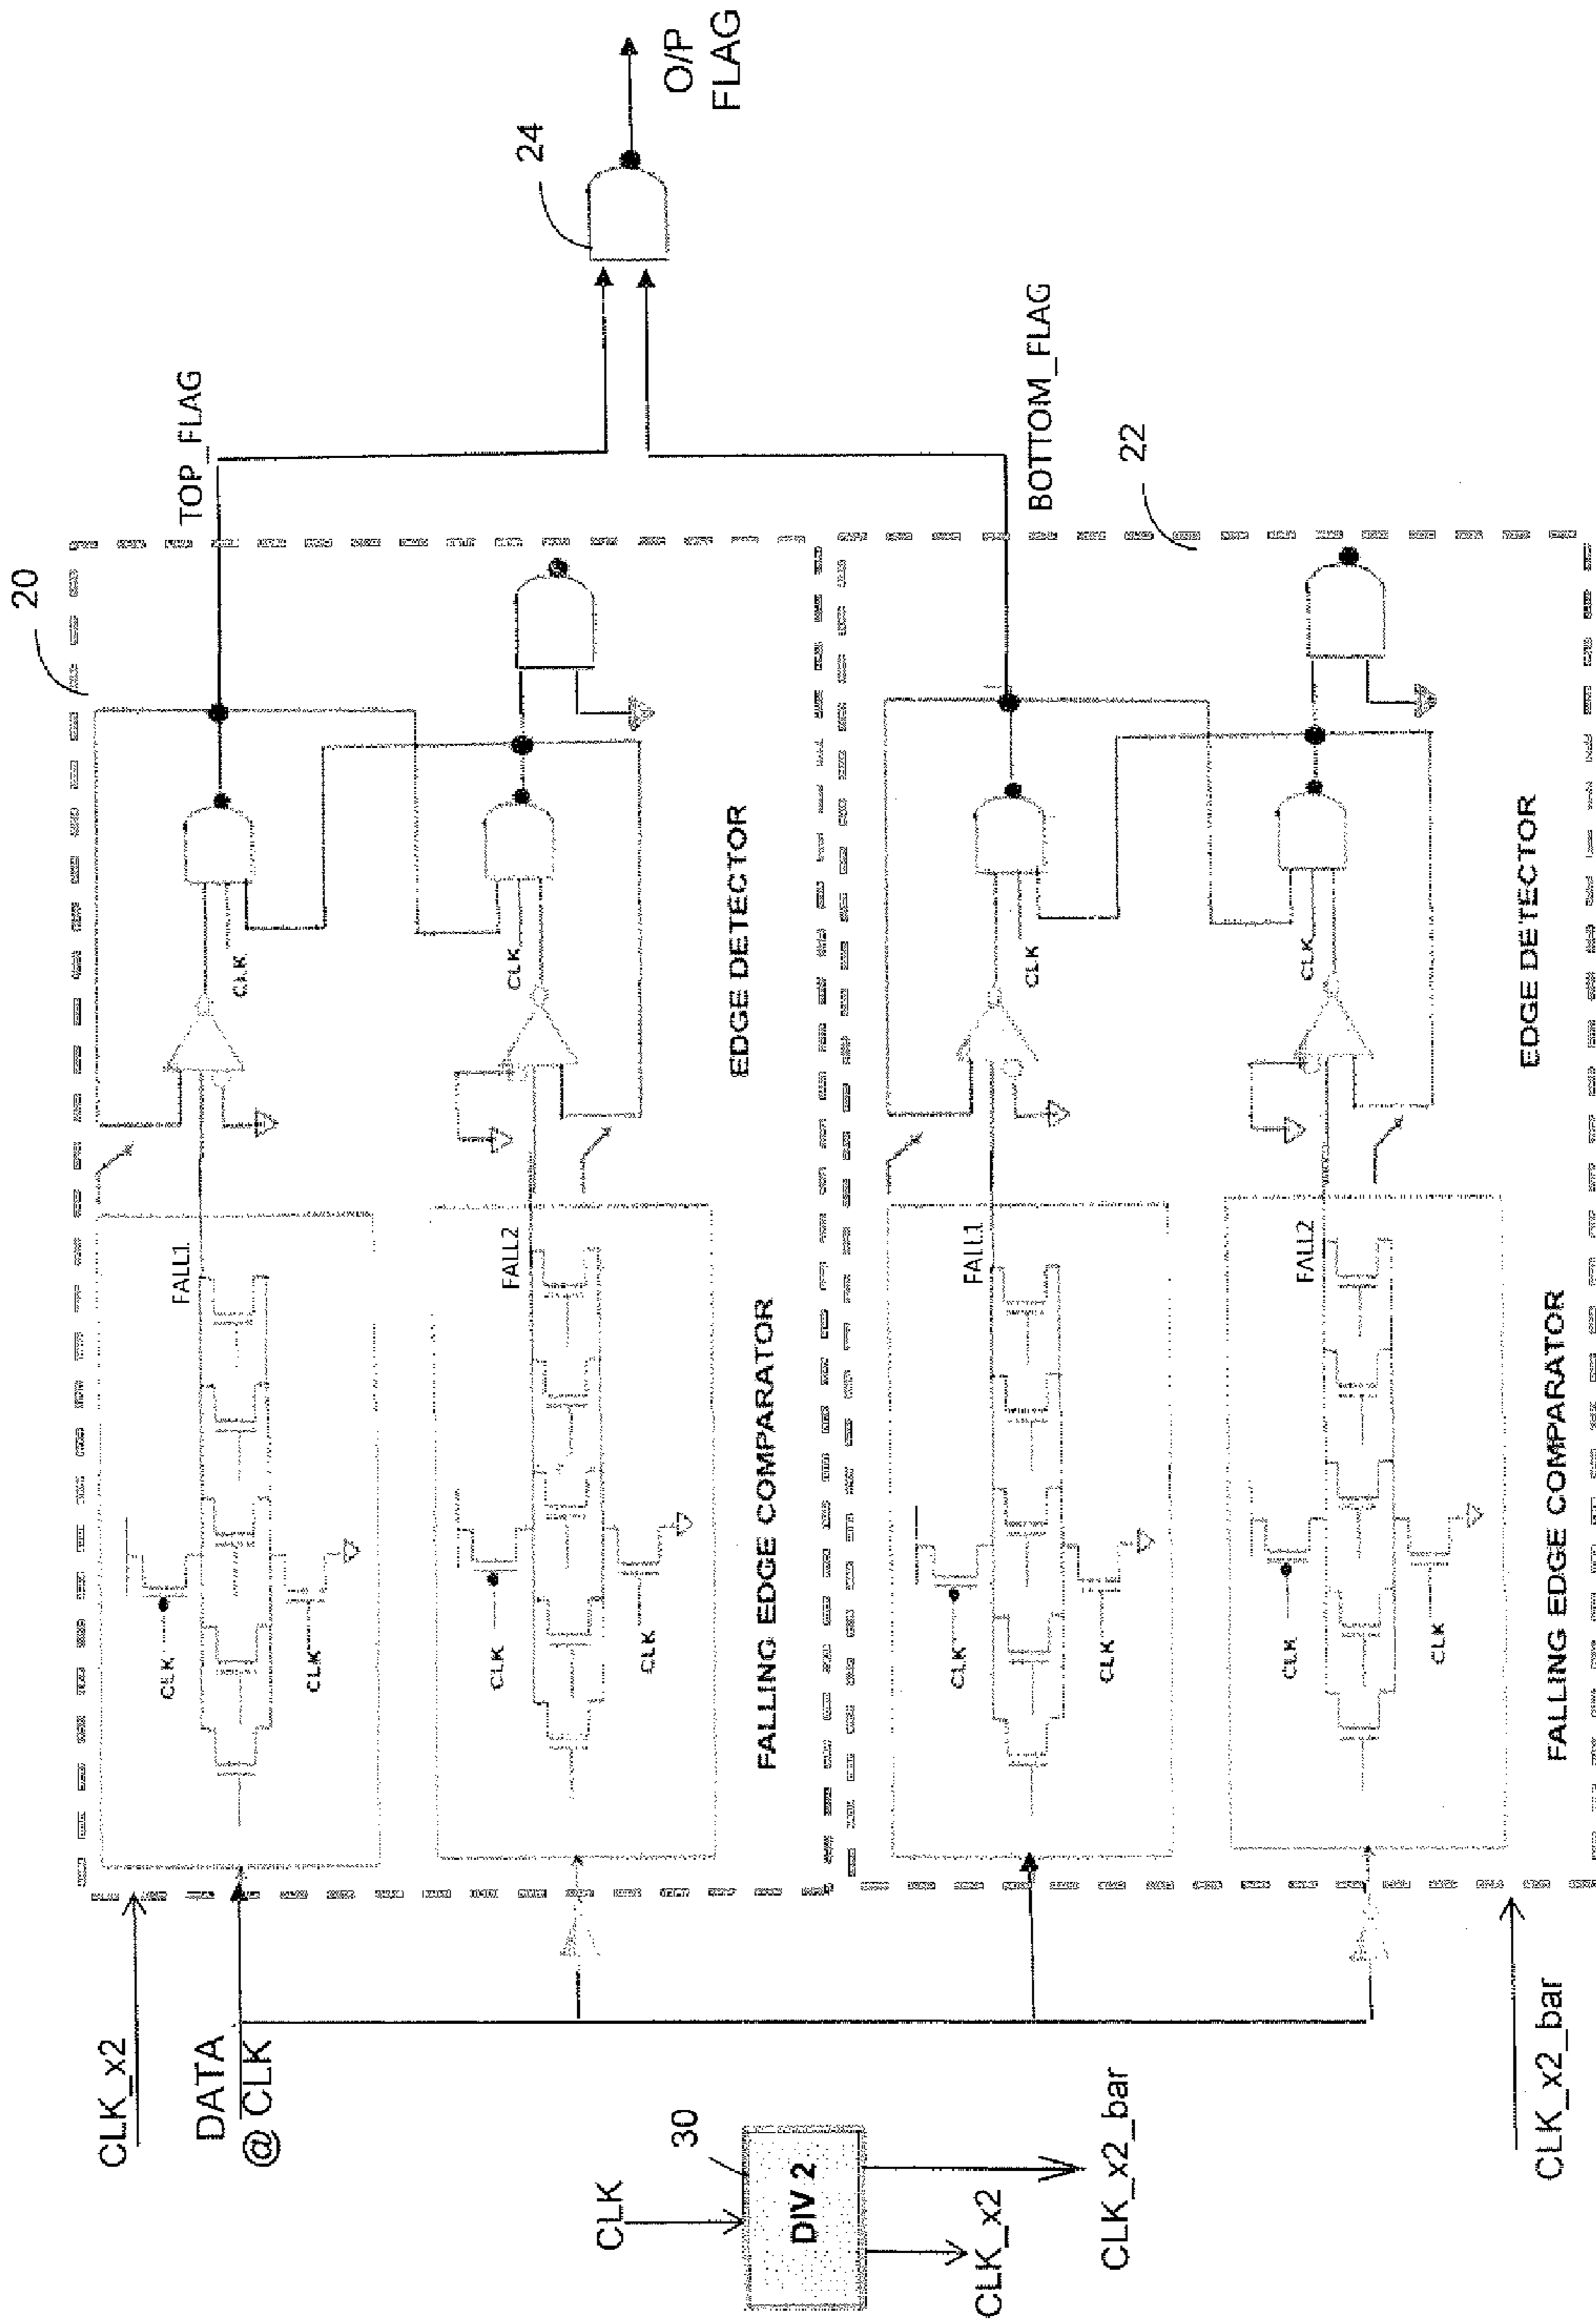 CLK_x2
DATA
@ CLK
CLK
DIV 2
30
CLK_x2
CLK_x2_bar
CLK_x2_bar
20
CLK
CLK
FALL1
CLK
CLK
CLK
FALL2
CLK
FALLING EDGE COMPARATOR
EDGE DETECTOR
TOP_FLAG
24
O/P
FLAG
CLK
CLK
FALL1
CLK
CLK
CLK
FALL2
CLK
FALLING EDGE COMPARATOR
EDGE DETECTOR
BOTTOM_FLAG
22